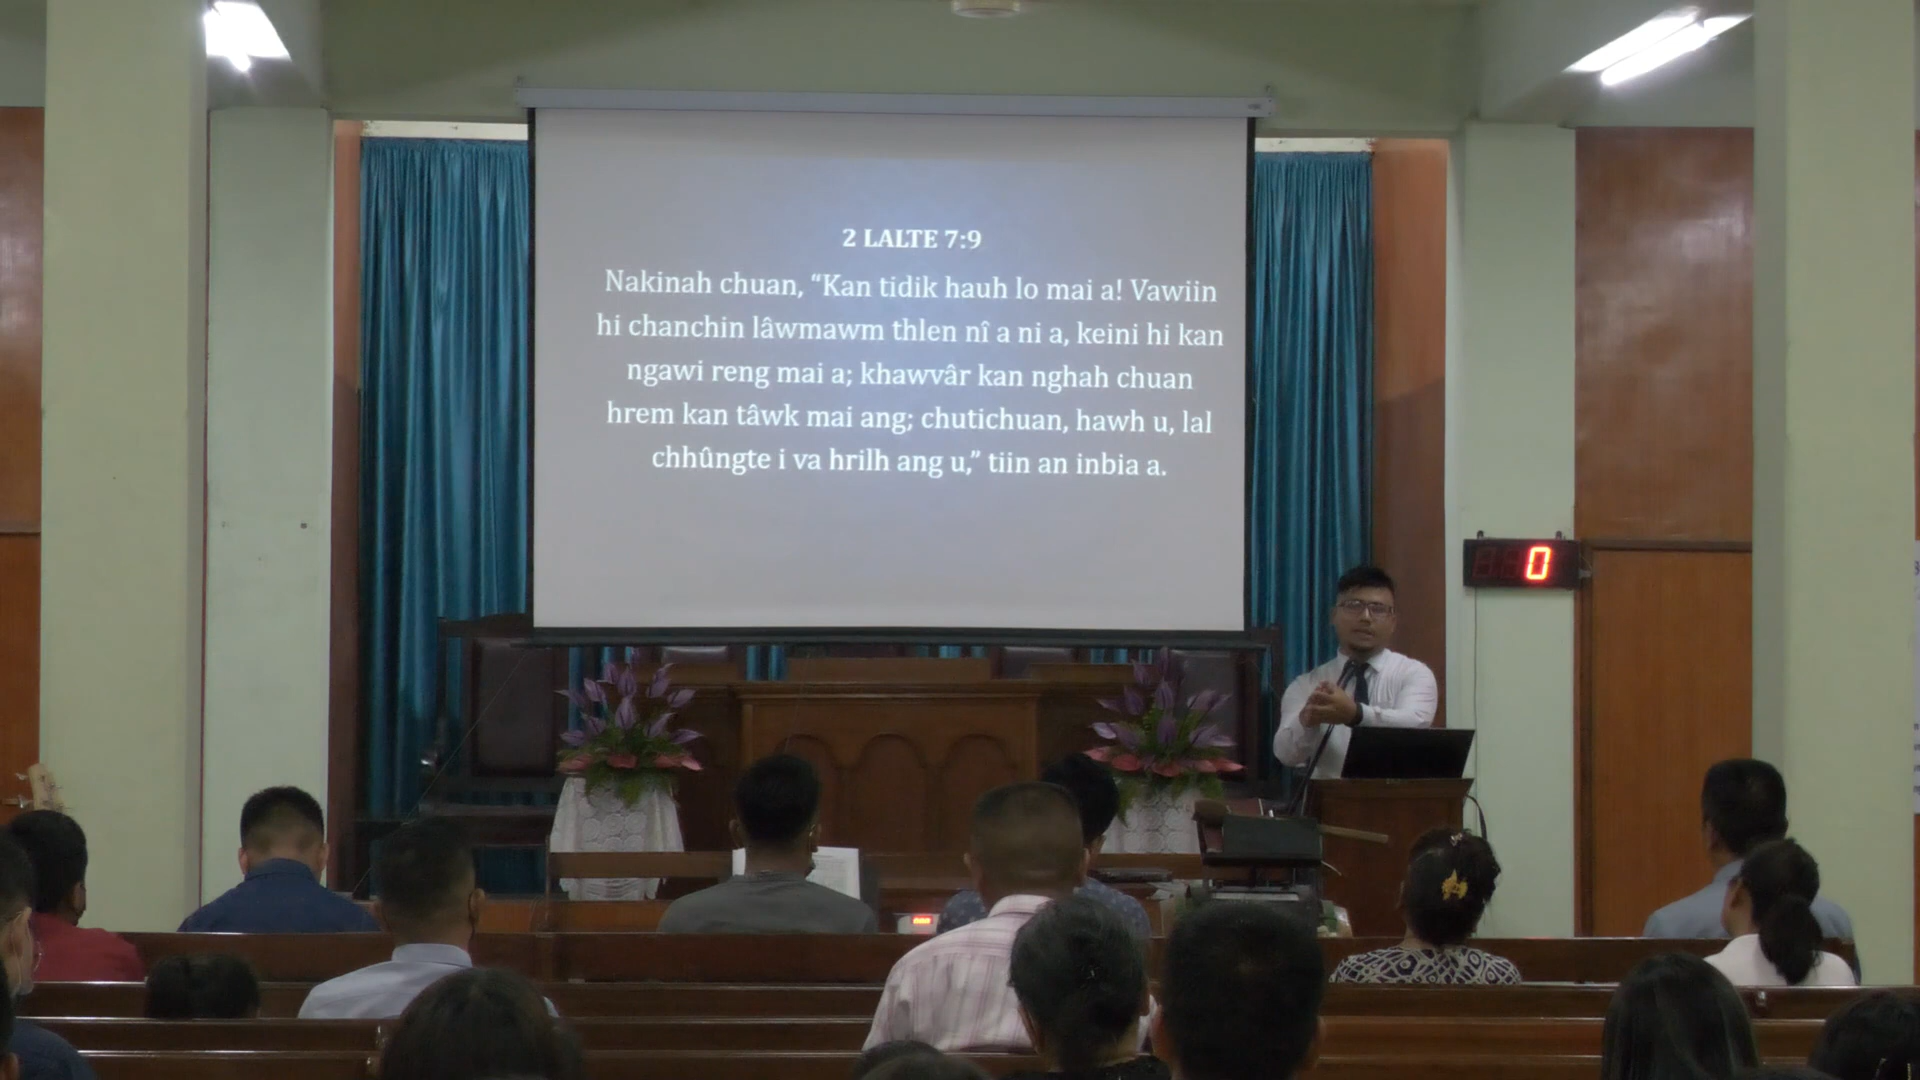 2 LALTE 7:9
Nakinah chuan, “Kan tidik hauh lo mai a! Vawiin
hi chanchin lâwmawm thlen nî a ni a, keini hi kan
ngawi reng mai a; khawvâr kan nghah chuan
hrem kan tâwk mai ang; chutichuan, hawh u, lal
chhûngte i va hrilh ang u,” tiin an inbia a.
0